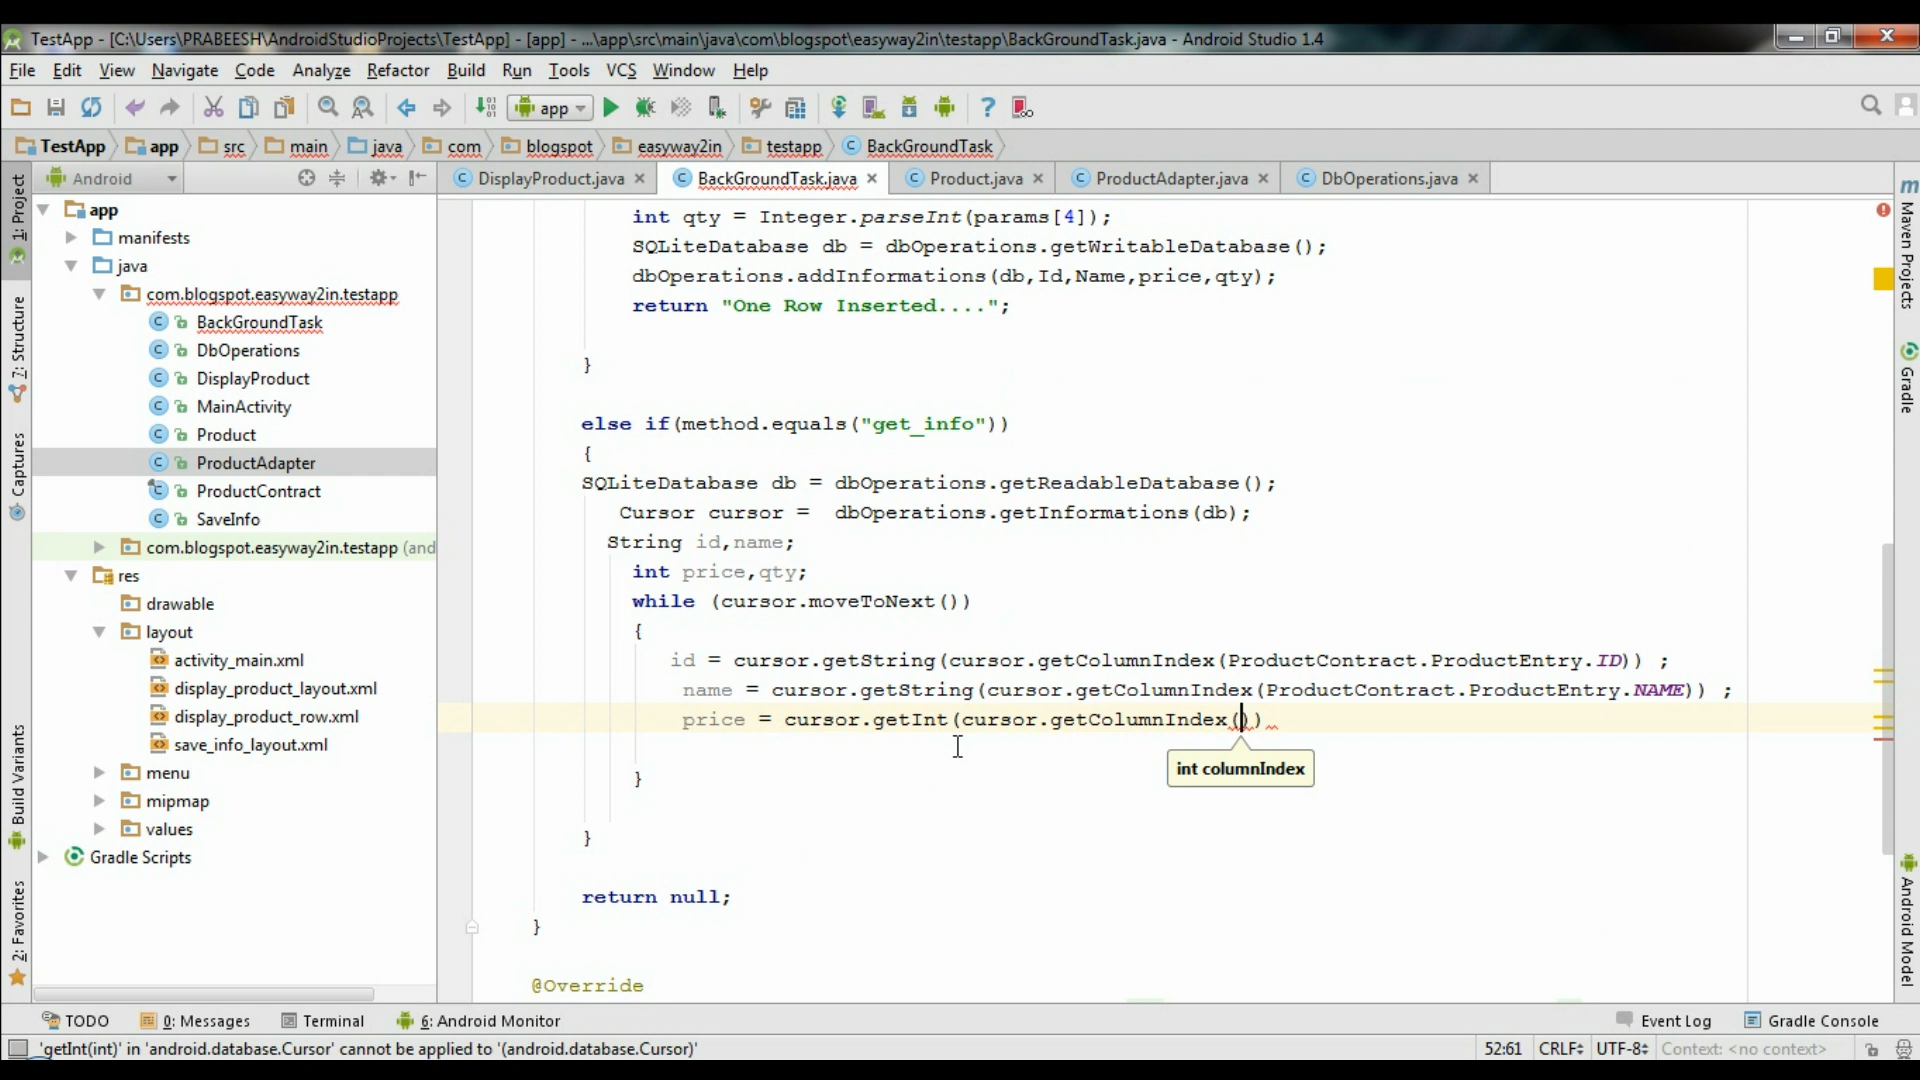 TestApp - [C:\Users\PRABEESH\AndroidStudioProjects\TestApp] - [app] - ...\app\src\main\java\com\blogspot\easyway2in\testapp\BackGroundTask.java - Android Studio 1.4
File Edit View Navigate Code Analyze Refactor Build Run Tools VCS Window Help
app
TestApp app src main java com blogspot easyway2in testapp BackGroundTask
Android
DisplayProduct.java BackGroundTask.java Product.java ProductAdapter.java DbOperations.java
1: Project
7: Structure
Captures
Build Variants
2: Favorites
app
manifests
java
com.blogspot.easyway2in.testapp
BackGroundTask
DbOperations
DisplayProduct
MainActivity
Product
ProductAdapter
ProductContract
SaveInfo
com.blogspot.easyway2in.testapp (and
res
drawable
layout
activity_main.xml
display_product_layout.xml
display_product_row.xml
save_info_layout.xml
menu
mipmap
values
Gradle Scripts
int qty = Integer.parseInt(params[4]);
SQLiteDatabase db = dbOperations.getWritableDatabase();
dbOperations.addInformations(db,Id,Name,price,qty);
return "One Row Inserted....";
}
else if(method.equals("get_info"))
{
SQLiteDatabase db = dbOperations.getReadableDatabase();
Cursor cursor = dbOperations.getInformations(db);
String id,name;
int price,qty;
while (cursor.moveToNext())
{
id = cursor.getString(cursor.getColumnIndex(ProductContract.ProductEntry.ID)) ;
name = cursor.getString(cursor.getColumnIndex(ProductContract.ProductEntry.NAME)) ;
price = cursor.getInt(cursor.getColumnIndex())
int columnIndex
}
}
return null;
}
@Override
Maven Projects
Gradle
Android Model
TODO 0: Messages Terminal 6: Android Monitor Event Log Gradle Console
'getInt(int)' in 'android.database.Cursor' cannot be applied to '(android.database.Cursor)' 52:61 CRLF UTF-8 Context: <no context>